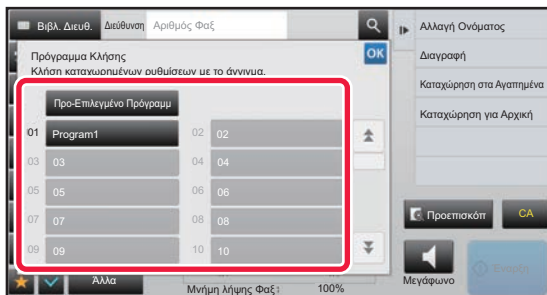 Βιβλ. Διευθ. Διεύθυνση Αριθμός Φαξ
Αλλαγή Ονόματος
Πρόγραμμα Κλήσης OK
Κλήση καταχωρημένων ρυθμίσεων με το άγγιγμα.
Διαγραφή
Καταχώρηση στα Αγαπημένα
Προ-Επιλεγμένο Πρόγραμμ
Καταχώρηση για Αρχική
01 Program1 02 02
03 03 04 04
05 05 06 06
07 07 08 08
Προεπισκόπ CA
09 09 10 10
Άλλα
Μνήμη λήψης Φαξ: 100%
Μεγάφωνο
Έναρξη